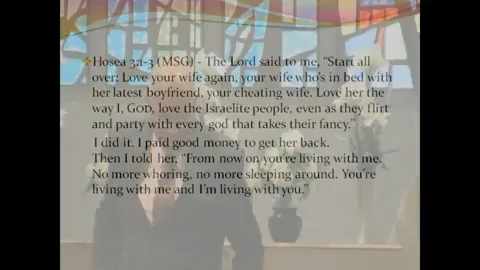 Hosea 3:1-3 (MSG) - The Lord said to me, “Start all
over: Love your wife again, your wife who's in bed with
her latest boyfriend, your cheating wife. Love her the
way I, GOD, love the Israelite people, even as they flirt
and party with every god that takes their fancy.”
I did it. I paid good money to get her back.
Then I told her, “From now on you're living with me.
No more whoring, no more sleeping around. You're
living with me and I'm living with you.”